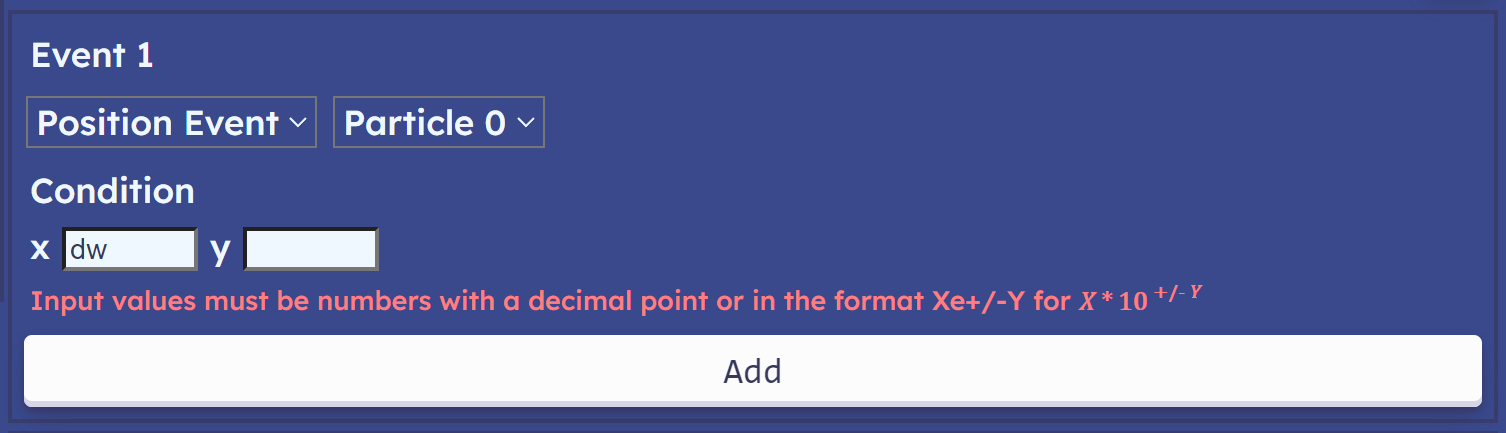 Event 1
Position Event Particle 0
Condition
x dw y
Input values must be numbers with a decimal point or in the format Xe+/-Y for X * 10 +/- Y
Add